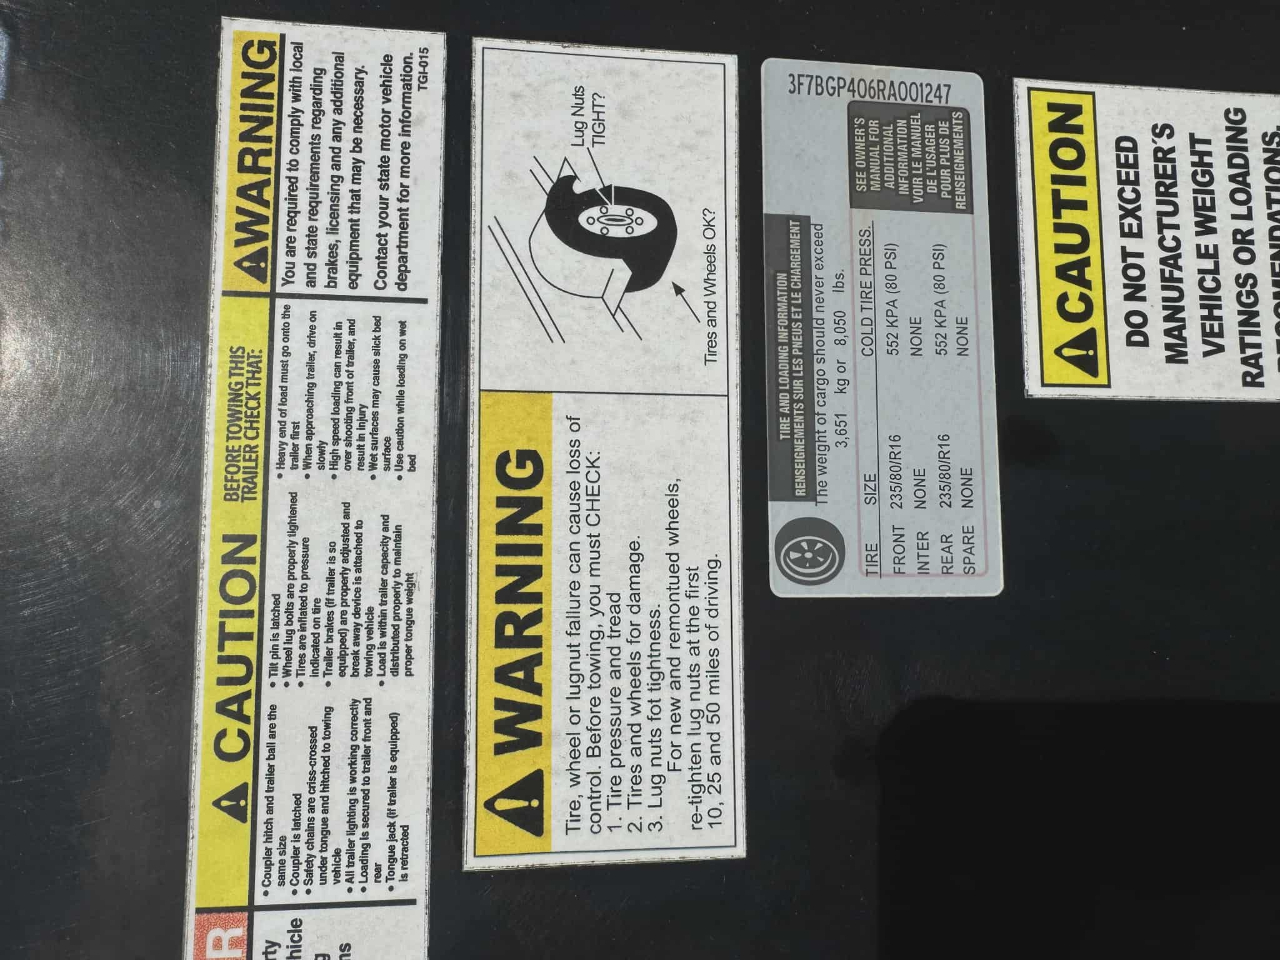 WARNING
You are required to comply with local
and state requirements regarding
brakes, licensing and any additional
equipment that may be necessary.
Contact your state motor vehicle
department for more information.
TGI-015
CAUTION
BEFORE TOWING THIS
TRAILER CHECK THAT:
• Coupler hitch and trailer ball are the
same size
• Coupler is latched
• Safety chains are criss-crossed
under tongue and hitched to towing
vehicle
• All trailer lighting is working correctly
• Loading is secured to trailer front and
rear
• Tongue jack (if trailer is equipped)
is retracted
• Tilt pin is latched
• Wheel lug bolts are properly tightened
• Tires are inflated to pressure
indicated on tire
• Trailer brakes (if trailer is so
equipped) are properly adjusted and
break away device is attached to
towing vehicle
• Load is within trailer capacity and
distributed properly to maintain
proper tongue weight
• Heavy end of load must go onto the
trailer first
• When approaching trailer, drive on
slowly
• High speed loading can result in
over shooting front of trailer, and
result in injury
• Wet surfaces may cause slick bed
surface
• Use caution while loading on wet
bed
R
rty
hicle
g
ns
WARNING
Tire, wheel or lugnut failure can cause loss of
control. Before towing, you must CHECK:
1. Tire pressure and tread
2. Tires and wheels for damage.
3. Lug nuts fot tightness.
For new and remontued wheels,
re-tighten lug nuts at the first
10, 25 and 50 miles of driving.
Lug Nuts
TIGHT?
Tires and Wheels OK?
3F7BGP406RA001247
TIRE AND LOADING INFORMATION
RENSEIGNEMENTS SUR LES PNEUS ET LE CHARGEMENT
SEE OWNER'S
MANUAL FOR
ADDITIONAL
INFORMATION
VOIR LE MANUEL
DE L'USAGER
POUR PLUS DE
RENSEIGNEMENTS
The weight of cargo should never exceed
3,651 kg or 8,050 lbs.
TIRE SIZE COLD TIRE PRESS.
FRONT 235/80/R16 552 KPA (80 PSI)
INTER NONE NONE
REAR 235/80/R16 552 KPA (80 PSI)
SPARE NONE NONE
CAUTION
DO NOT EXCEED
MANUFACTURER'S
VEHICLE WEIGHT
RATINGS OR LOADING